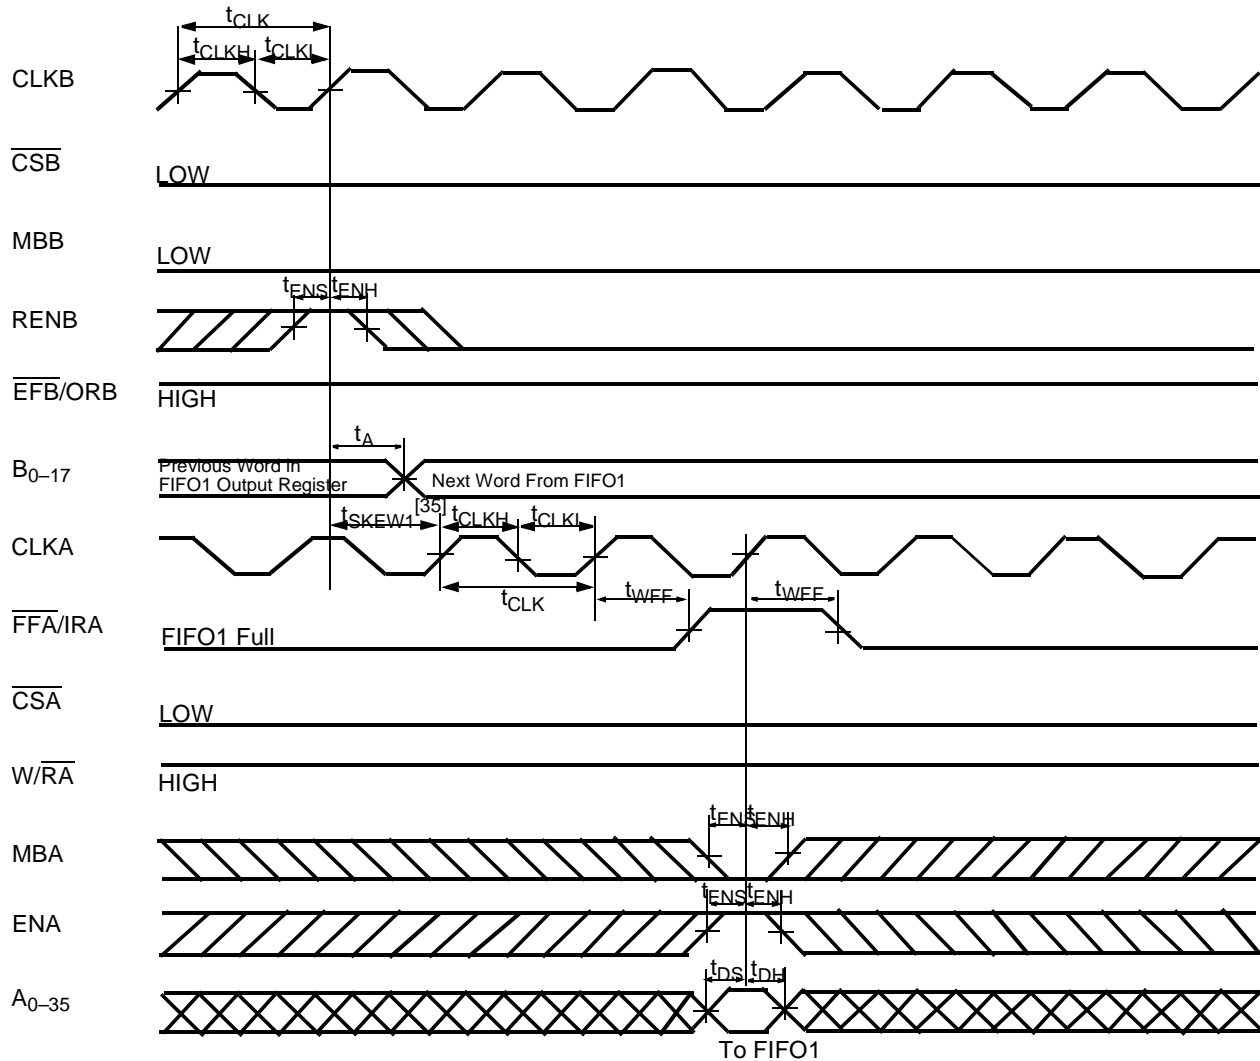 tCLK
tCLKH tCLKL
CLKB
CSB
LOW
MBB
LOW
tENS tENH
RENB
EFB/ORB
HIGH
tA
B0–17
Previous Word in
FIFO1 Output Register
Next Word From FIFO1
tSKEW1[35] tCLKH tCLKL
CLKA
tCLK
tWFF tWFF
FFA/IRA
FIFO1 Full
CSA
LOW
W/RA
HIGH
tENS tENH
MBA
tENS tENH
ENA
tDS tDH
A0–35
To FIFO1